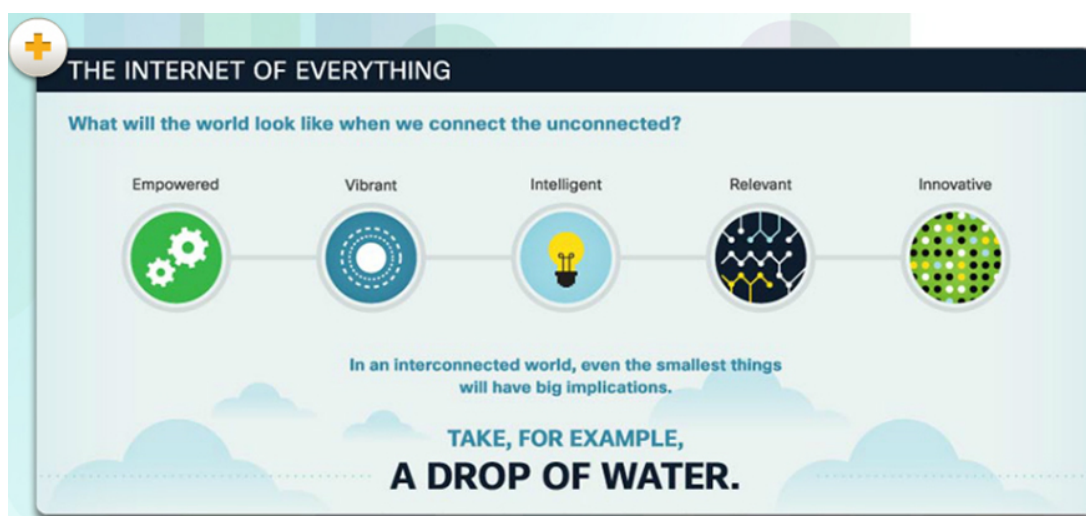 THE INTERNET OF EVERYTHING
What will the world look like when we connect the unconnected?
Empowered Vibrant Intelligent Relevant Innovative
In an interconnected world, even the smallest things
will have big implications.
TAKE, FOR EXAMPLE,
A DROP OF WATER.